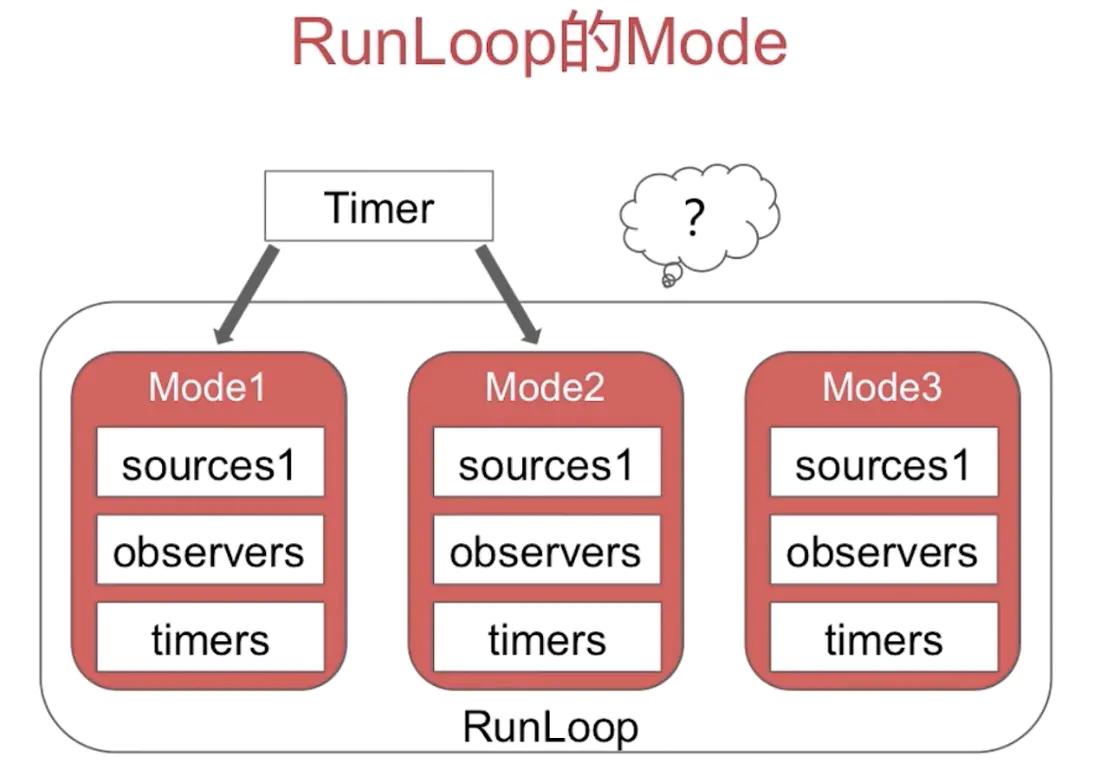 RunLoop的Mode
Timer
?
Mode1
Mode2
Mode3
sources1
sources1
sources1
observers
observers
observers
timers
timers
timers
RunLoop